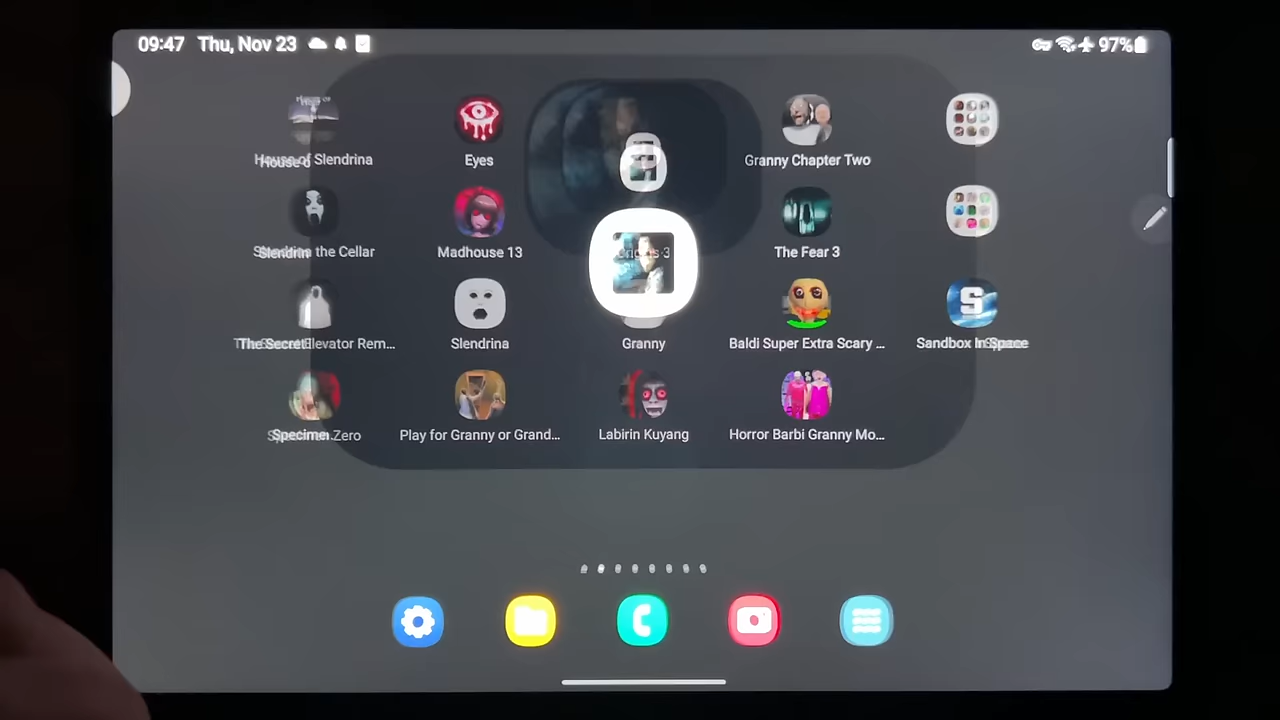 09:47 Thu, Nov 23 97%
House of Slendrina
Eyes
Granny Chapter Two
the Cellar
Madhouse 13
The Fear 3
The Secret Elevator Rem...
Slendrina
Granny
Baldi Super Extra Scary ...
Sandbox In Space
Specimen Zero
Play for Granny or Grand...
Labirin Kuyang
Horror Barbi Granny Mo...